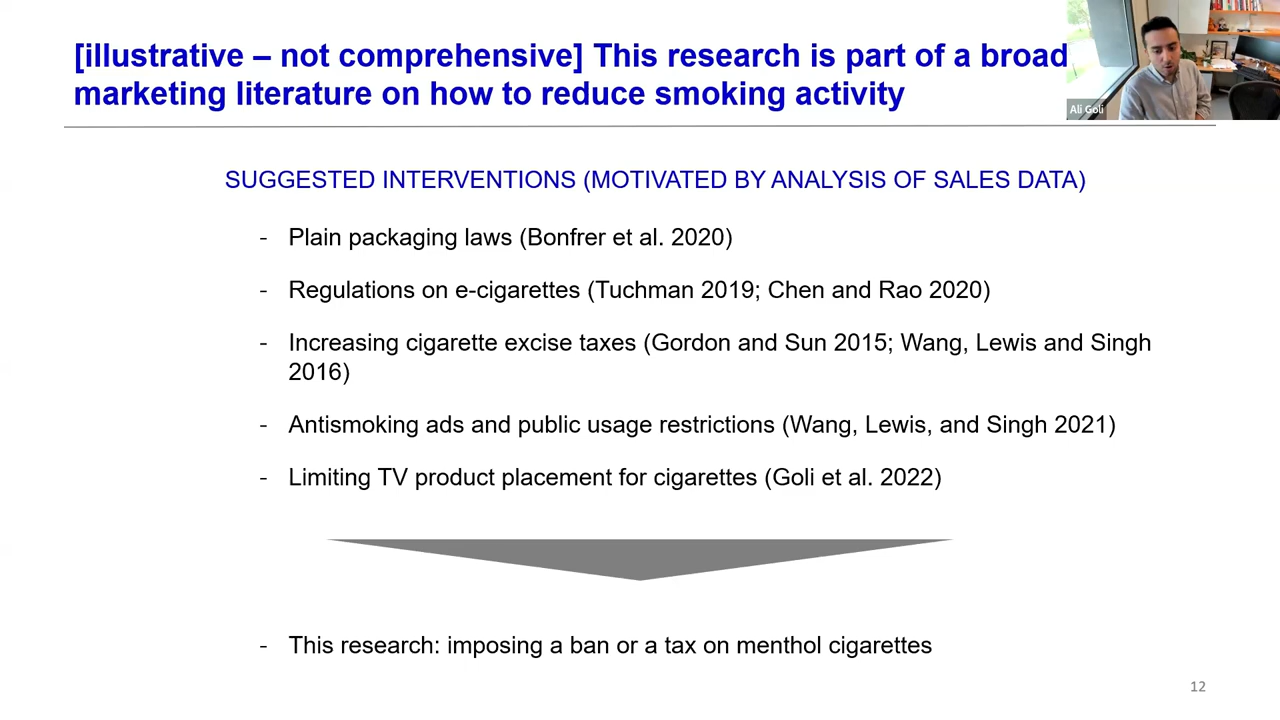 [illustrative – not comprehensive] This research is part of a broad
marketing literature on how to reduce smoking activity
Ali Goli
SUGGESTED INTERVENTIONS (MOTIVATED BY ANALYSIS OF SALES DATA)
- Plain packaging laws (Bonfrer et al. 2020)
- Regulations on e-cigarettes (Tuchman 2019; Chen and Rao 2020)
- Increasing cigarette excise taxes (Gordon and Sun 2015; Wang, Lewis and Singh
2016)
- Antismoking ads and public usage restrictions (Wang, Lewis, and Singh 2021)
- Limiting TV product placement for cigarettes (Goli et al. 2022)
- This research: imposing a ban or a tax on menthol cigarettes
12